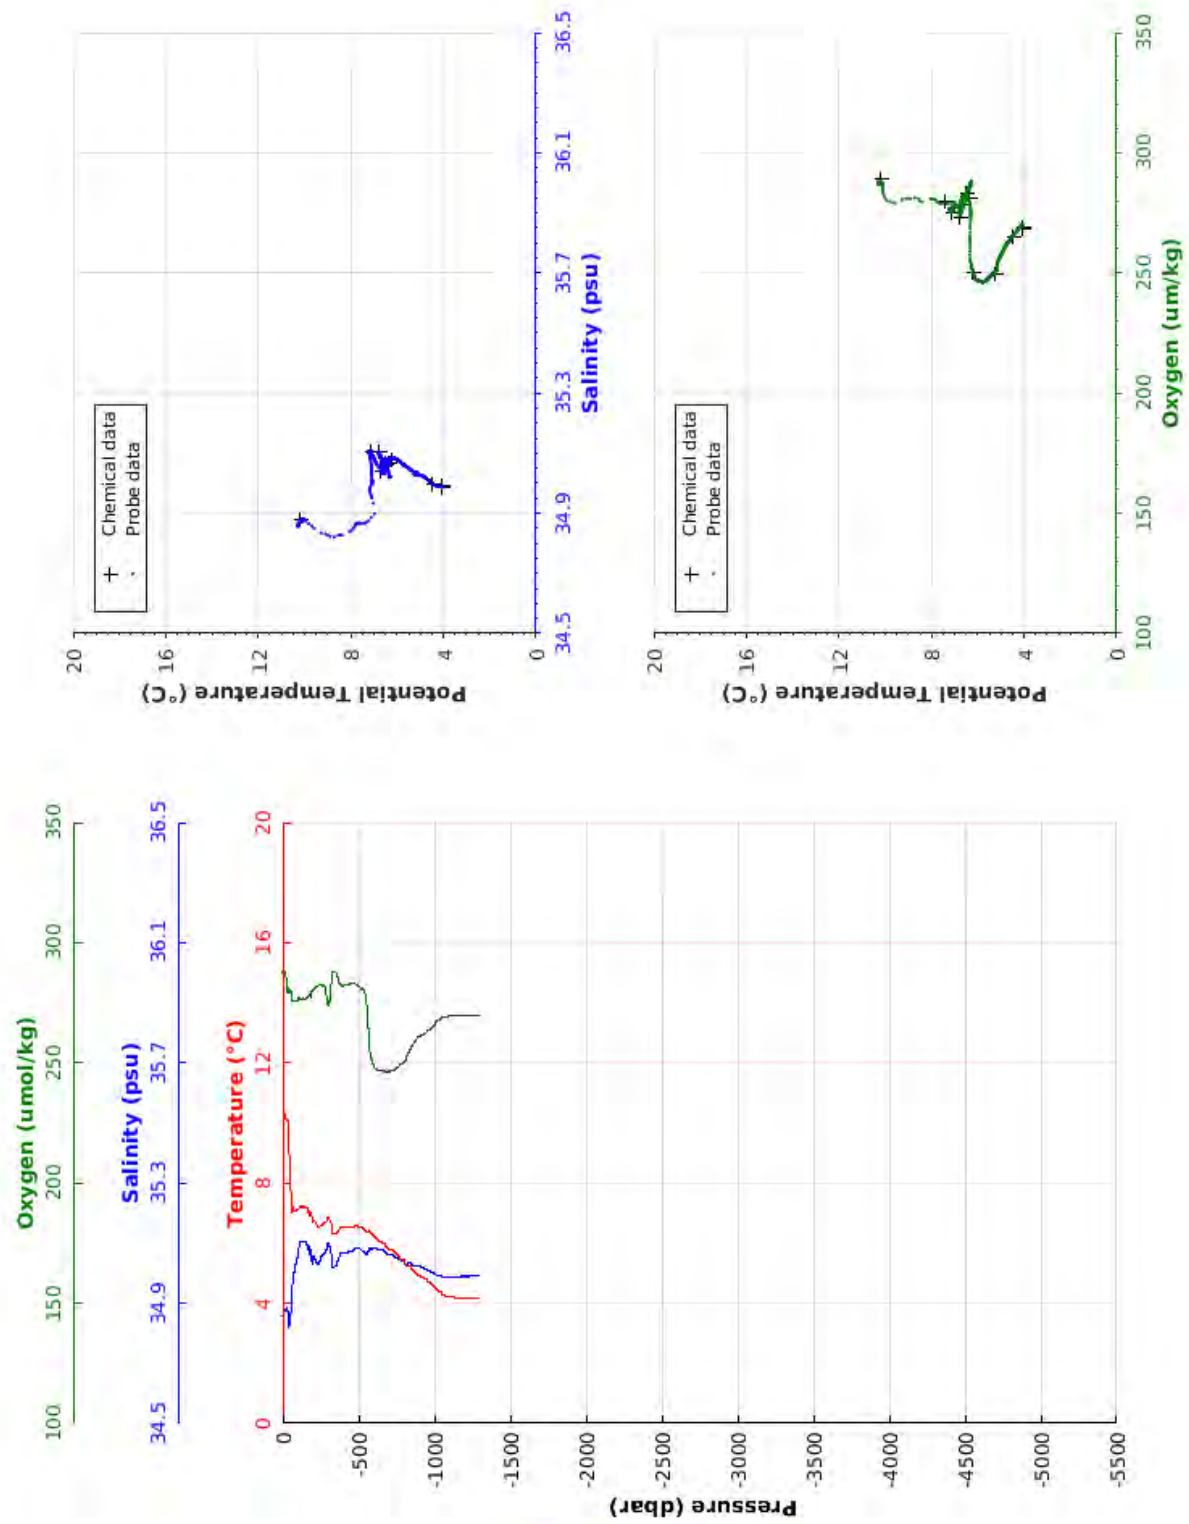 Oxygen (umol/kg)
100 150 200 250 300 350
Salinity (psu)
34.5 34.9 35.3 35.7 36.1 36.5
Temperature (°C)
0 4 8 12 16 20
Pressure (dbar)
0
-500
-1000
-1500
-2000
-2500
-3000
-3500
-4000
-4500
-5000
-5500
Potential Temperature (°C)
20
16
12
8
4
0
Chemical data
Probe data
34.5 34.9 35.3 35.7 36.1 36.5
Salinity (psu)
Potential Temperature (°C)
20
16
12
8
4
0
Chemical data
Probe data
100 150 200 250 300 350
Oxygen (um/kg)